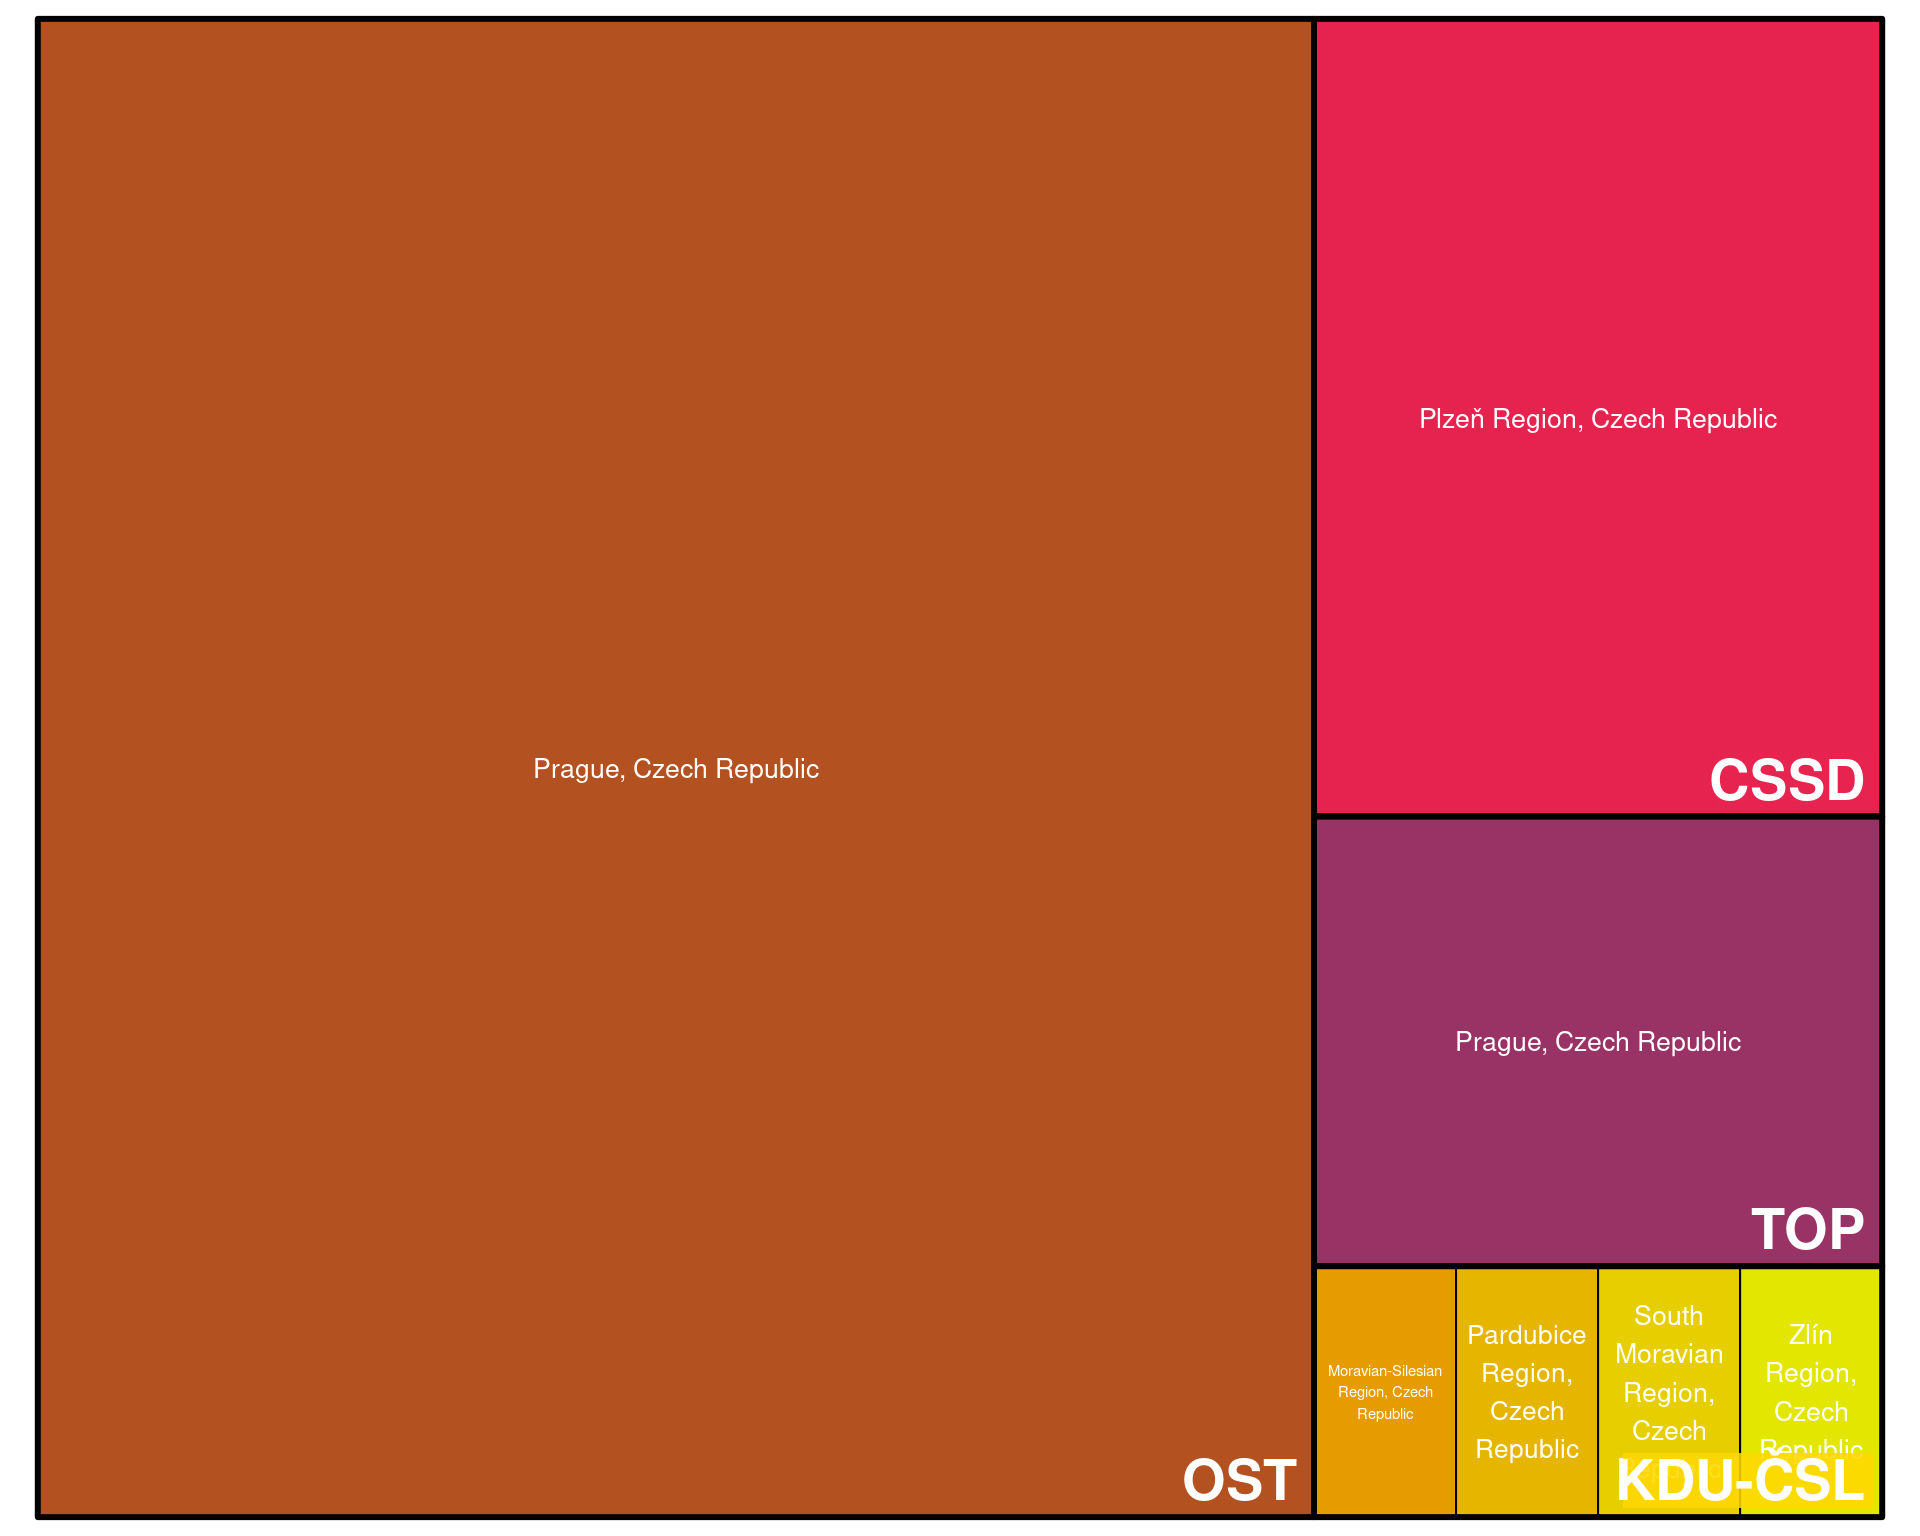 Prague, Czech Republic
OST
Plzeň Region, Czech Republic
CSSD
Prague, Czech Republic
TOP
Moravian-Silesian
Region, Czech
Republic
Pardubice
Region,
Czech
Republic
South
Moravian
Region,
Czech
Zlín
Region,
Czech
Republic
KDU-ČSL